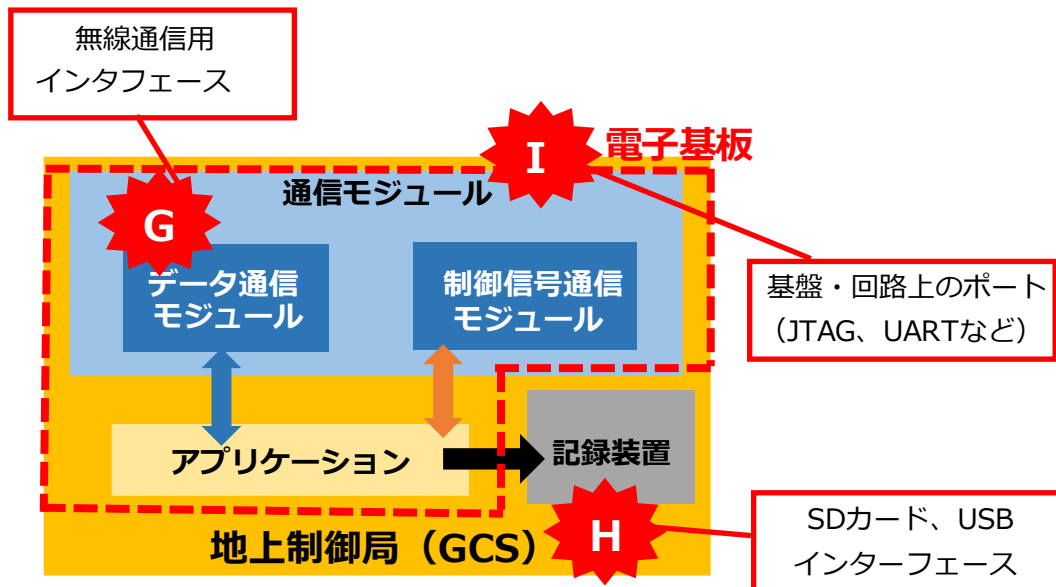 無線通信用
インタフェース
I
電子基板
通信モジュール
G
データ通信
モジュール
制御信号通信
モジュール
基盤・回路上のポート
（JTAG、UARTなど）
アプリケーション
記録装置
地上制御局（GCS）
H
SDカード、USB
インターフェース